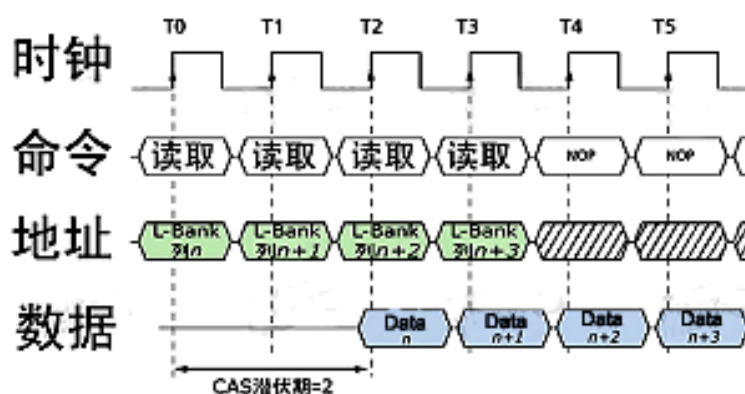 T0 T1 T2 T3 T4 T5
时钟
命令 读取 读取 读取 读取 NOP NOP
L-Bank L-Bank L-Bank L-Bank
地址
列n 列n+1 列n+2 列n+3
数据
Data Data Data Data
n n+1 n+2 n+3
CAS潜伏期=2